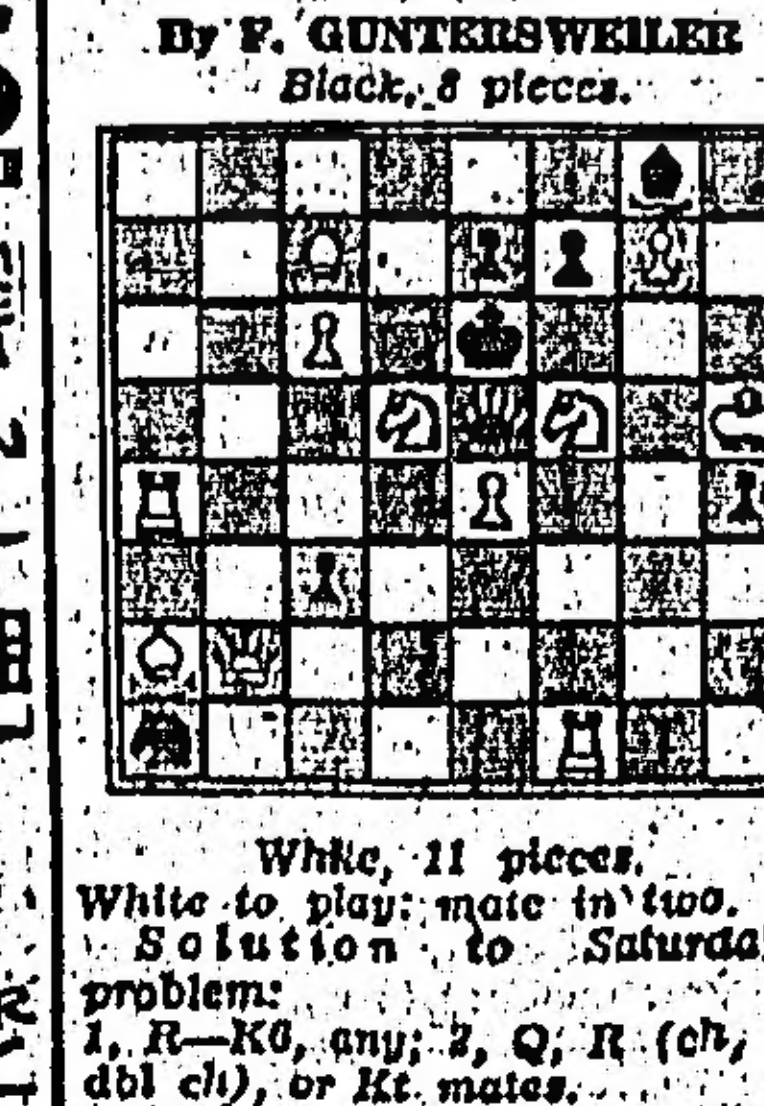 By F. GUNTERSWEILER
Black, 8 pieces.
White, 11 pieces.
White to play: mate in two.
Solution to Saturda
problem:
1, R—K6, any; 2, Q, R (ch,
dbl ch), or Kt. mates.